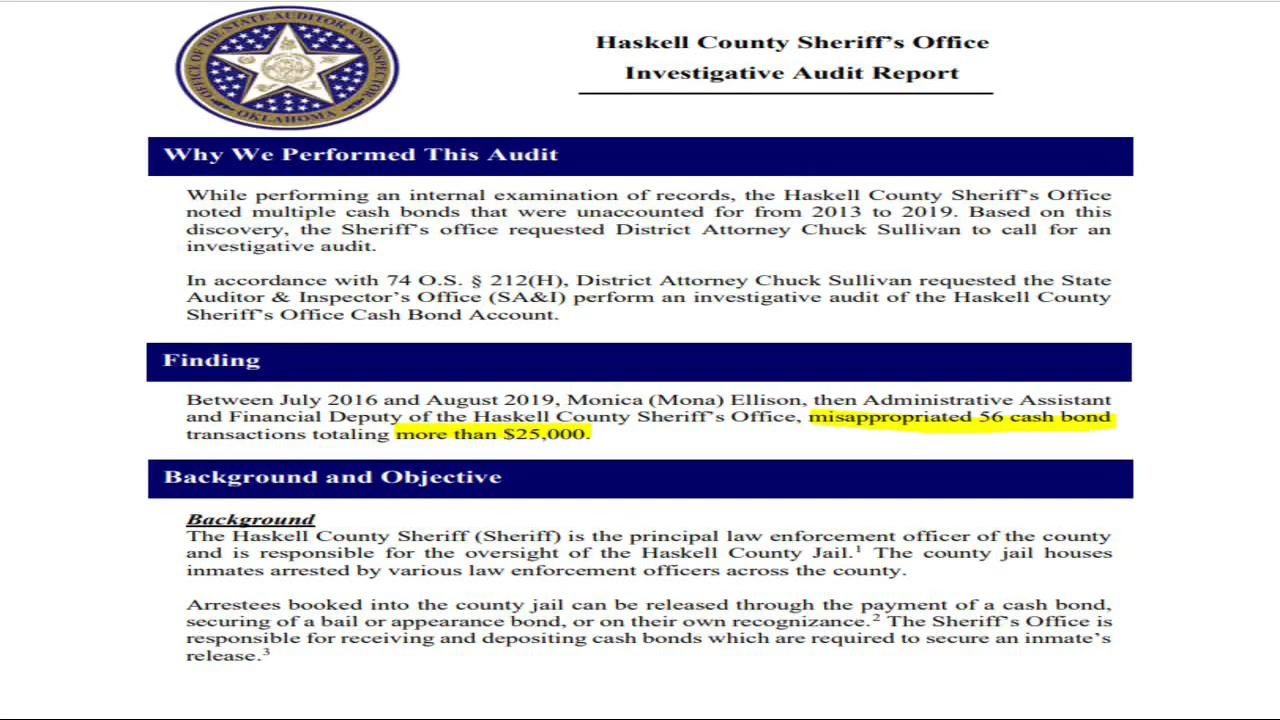 OFFICE OF THE STATE AUDITOR AND INSPECTOR
OKLAHOMA
Haskell County Sheriff's Office
Investigative Audit Report
Why We Performed This Audit
While performing an internal examination of records, the Haskell County Sheriff's Office
noted multiple cash bonds that were unaccounted for from 2013 to 2019. Based on this
discovery, the Sheriff's office requested District Attorney Chuck Sullivan to call for an
investigative audit.
In accordance with 74 O.S. § 212(H), District Attorney Chuck Sullivan requested the State
Auditor & Inspector's Office (SA&I) perform an investigative audit of the Haskell County
Sheriff's Office Cash Bond Account.
Finding
Between July 2016 and August 2019, Monica (Mona) Ellison, then Administrative Assistant
and Financial Deputy of the Haskell County Sheriff's Office, misappropriated 56 cash bond
transactions totaling more than $25,000.
Background and Objective
Background
The Haskell County Sheriff (Sheriff) is the principal law enforcement officer of the county
and is responsible for the oversight of the Haskell County Jail.¹ The county jail houses
inmates arrested by various law enforcement officers across the county.
Arrestees booked into the county jail can be released through the payment of a cash bond,
securing of a bail or appearance bond, or on their own recognizance.² The Sheriff's Office is
responsible for receiving and depositing cash bonds which are required to secure an inmate's
release.³